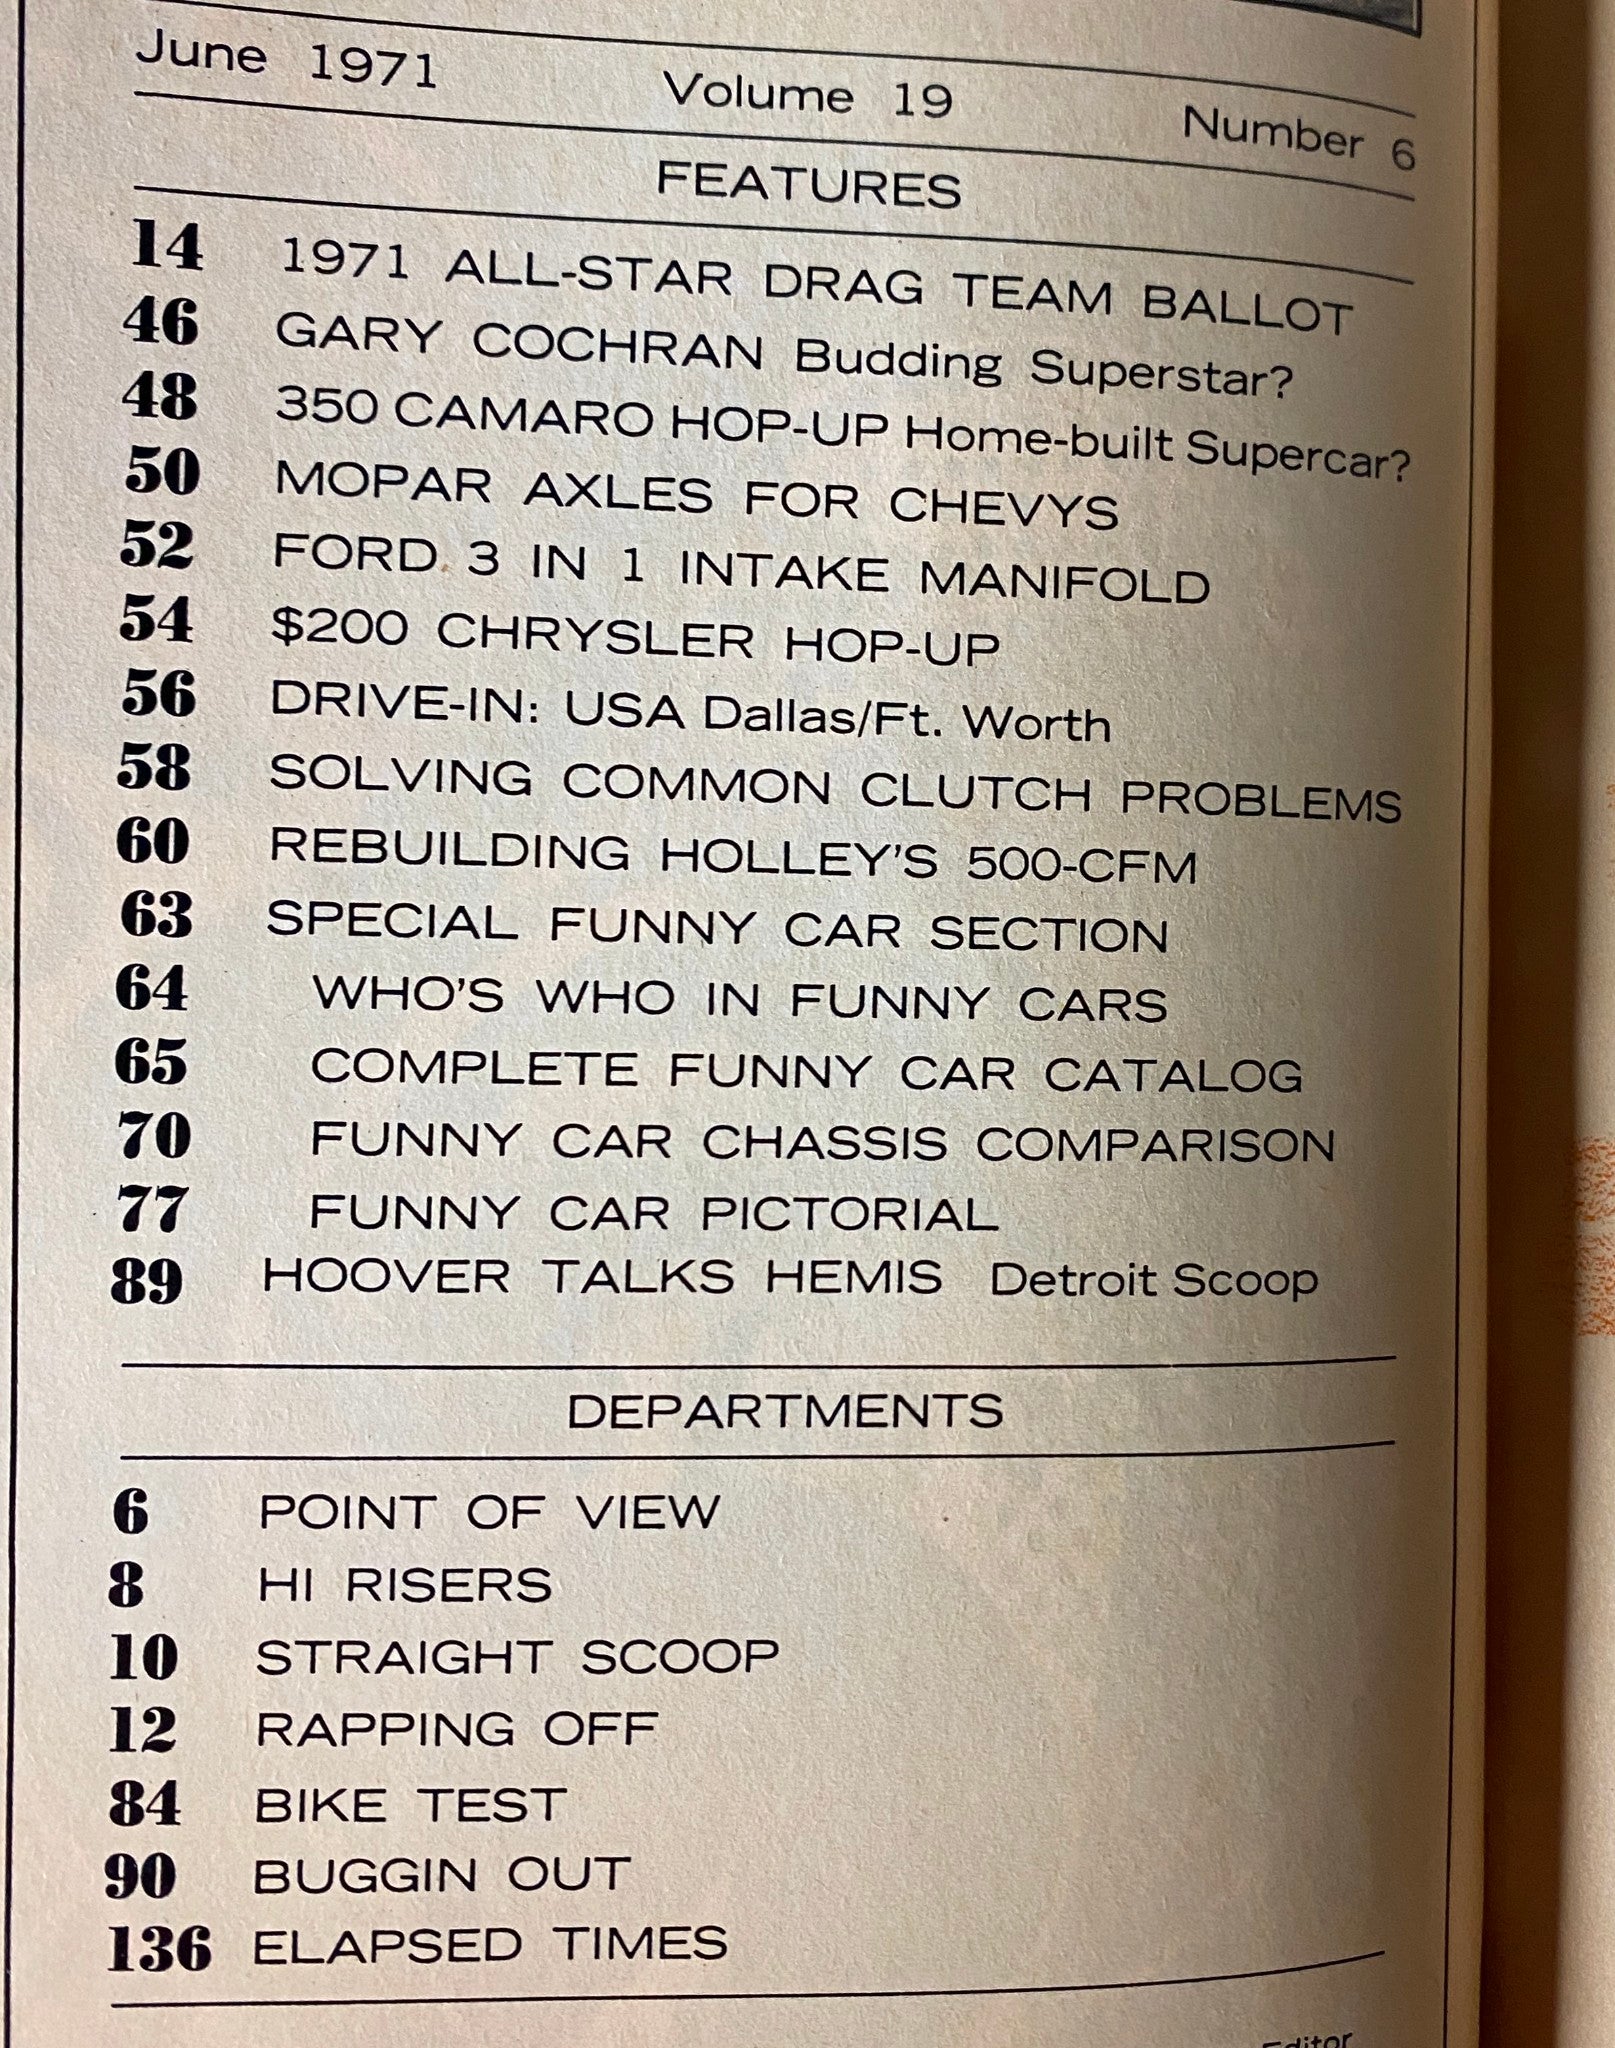 June 1971 Volume 19 Number 6
FEATURES
14 1971 ALL-STAR DRAG TEAM BALLOT
46 GARY COCHRAN Budding Superstar?
48 350 CAMARO HOP-UP Home-built Supercar?
50 MOPAR AXLES FOR CHEVYS
52 FORD 3 IN 1 INTAKE MANIFOLD
54 $200 CHRYSLER HOP-UP
56 DRIVE-IN: USA Dallas/Ft. Worth
58 SOLVING COMMON CLUTCH PROBLEMS
60 REBUILDING HOLLEY'S 500-CFM
63 SPECIAL FUNNY CAR SECTION
64 WHO'S WHO IN FUNNY CARS
65 COMPLETE FUNNY CAR CATALOG
70 FUNNY CAR CHASSIS COMPARISON
77 FUNNY CAR PICTORIAL
89 HOOVER TALKS HEMIS Detroit Scoop
DEPARTMENTS
6 POINT OF VIEW
8 HI RISERS
10 STRAIGHT SCOOP
12 RAPPING OFF
84 BIKE TEST
90 BUGGIN OUT
136 ELAPSED TIMES
Editor